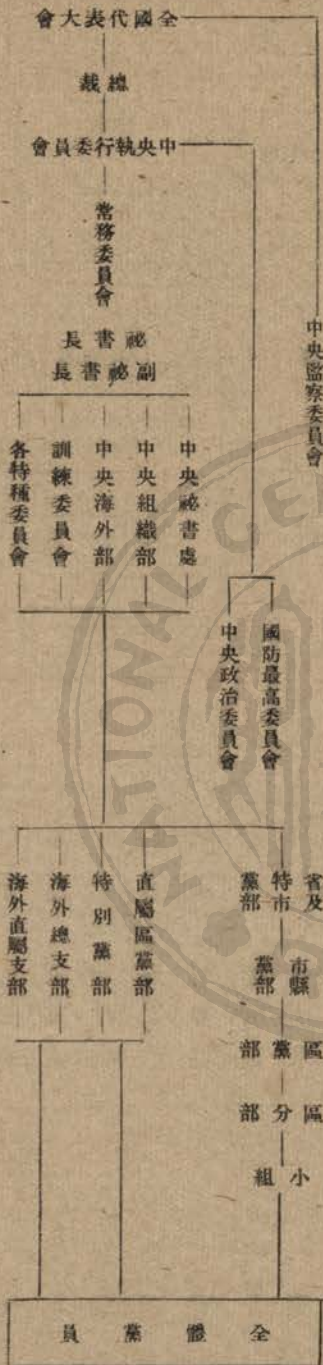 全國代表大會
總裁
中央執行委員會
中央監察委員會
常務委員會
祕書長
副祕書長
中央祕書處
中央組織部
中央海外部
訓練委員會
各特種委員會
國防最高委員會
中央政治委員會
省及特市黨部
市縣黨部
區黨部
區分部
小組
直屬區黨部
特別黨部
海外總支部
海外直屬支部
全體黨員
NATIONAL GE